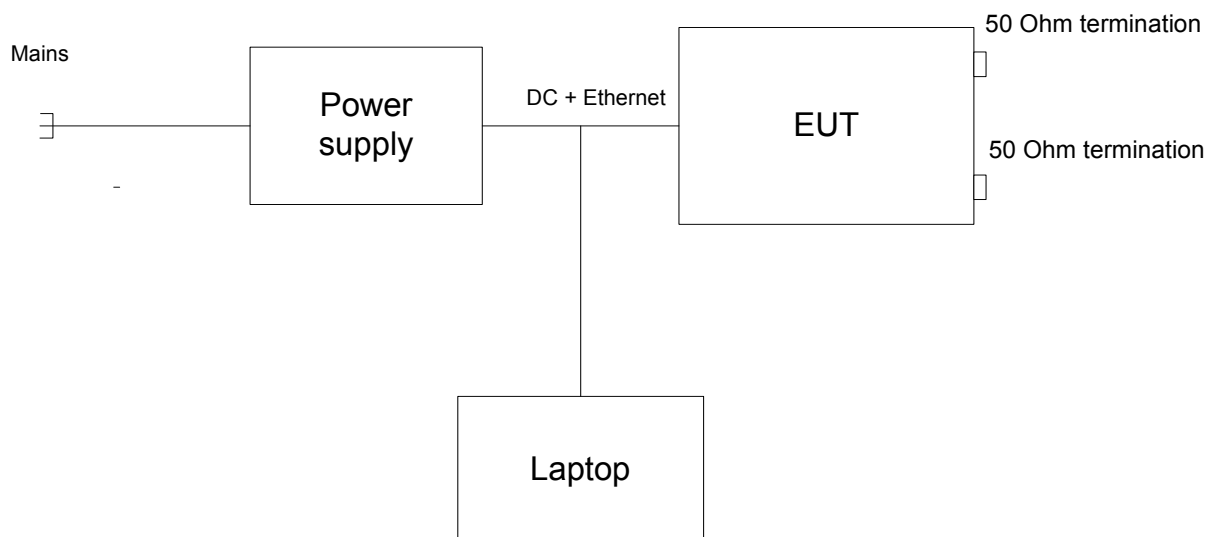 50 Ohm termination
Mains
Power
supply
DC + Ethernet
EUT
50 Ohm termination
Laptop